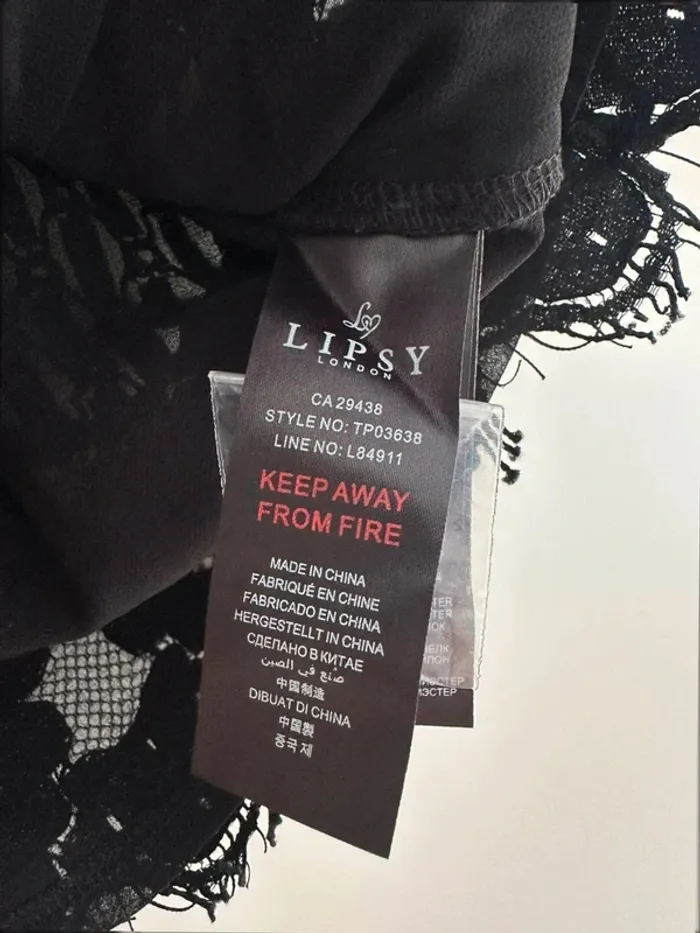 LIPSY
LONDON
CA 29438
STYLE NO: TP03638
LINE NO: L84911
KEEP AWAY
FROM FIRE
MADE IN CHINA
FABRIQUÉ EN CHINE
FABRICADO EN CHINA
HERGESTELLT IN CHINA
СДЕЛАНО В КИТАЕ
صنع في الصين
中国制造
DIBUAT DI CHINA
中國製
중국 제